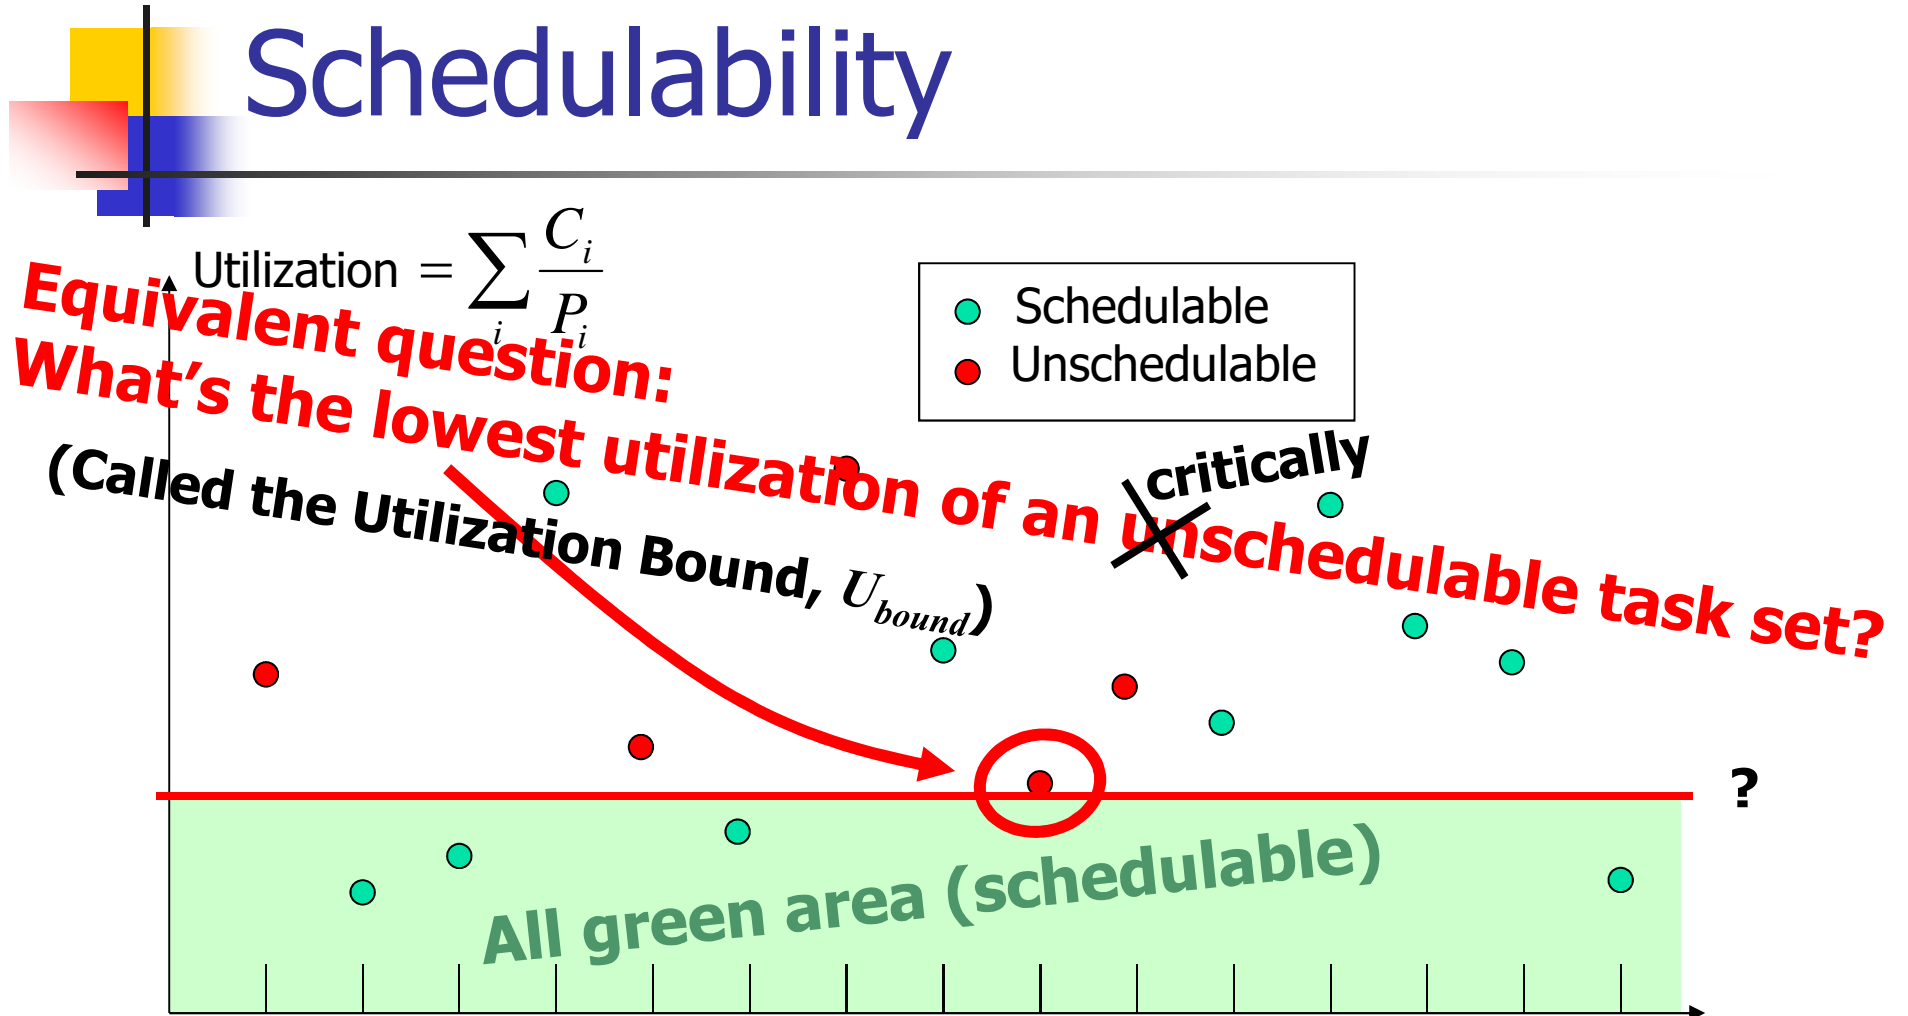 Schedulability
Utilization = ∑_i C_i / P_i
Schedulable
Unschedulable
Equivalent question:
What's the lowest utilization of an unschedulable task set?
critically
(Called the Utilization Bound, U_bound)
?
All green area (schedulable)